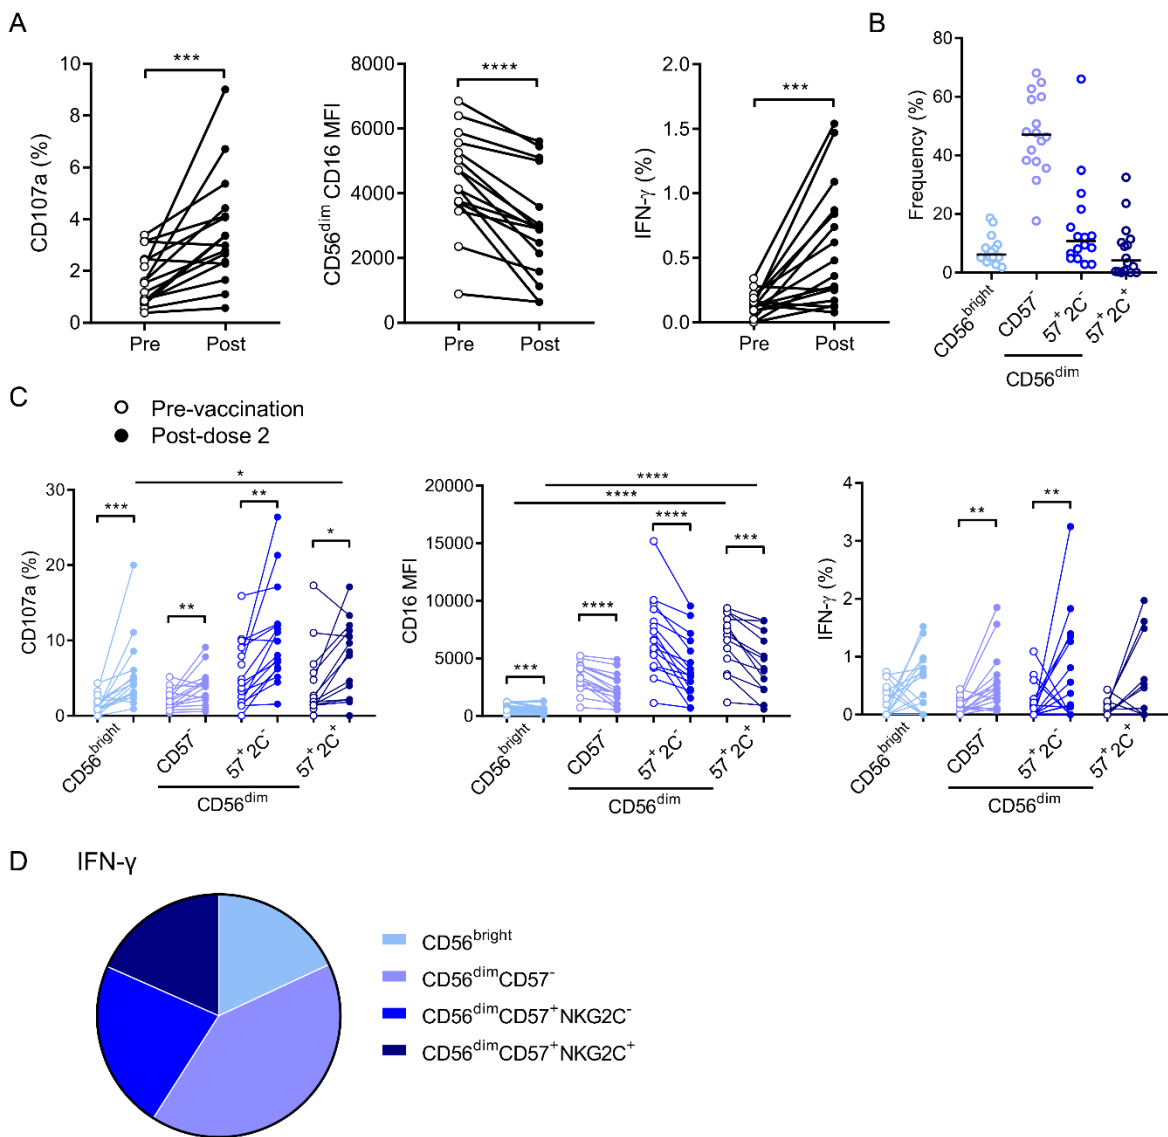 A
CD107a (%)
10
8
6
4
2
0
***
Pre
Post
CD56dim CD16 MFI
8000
6000
4000
2000
0
****
Pre
Post
IFN-γ (%)
2.0
1.5
1.0
0.5
0.0
***
Pre
Post
B
Frequency (%)
80
60
40
20
0
CD56bright
CD57-
57+2C-
57+2C+
CD56dim
C
Pre-vaccination
Post-dose 2
CD107a (%)
30
20
10
0
*
***
**
**
*
CD56bright
CD57-
57+2C-
57+2C+
CD56dim
CD16 MFI
20000
15000
10000
5000
0
****
****
***
****
****
***
CD56bright
CD57-
57+2C-
57+2C+
CD56dim
IFN-γ (%)
4
3
2
1
0
**
**
CD56bright
CD57-
57+2C-
57+2C+
CD56dim
D
IFN-γ
CD56bright
CD56dimCD57-
CD56dimCD57+NKG2C-
CD56dimCD57+NKG2C+